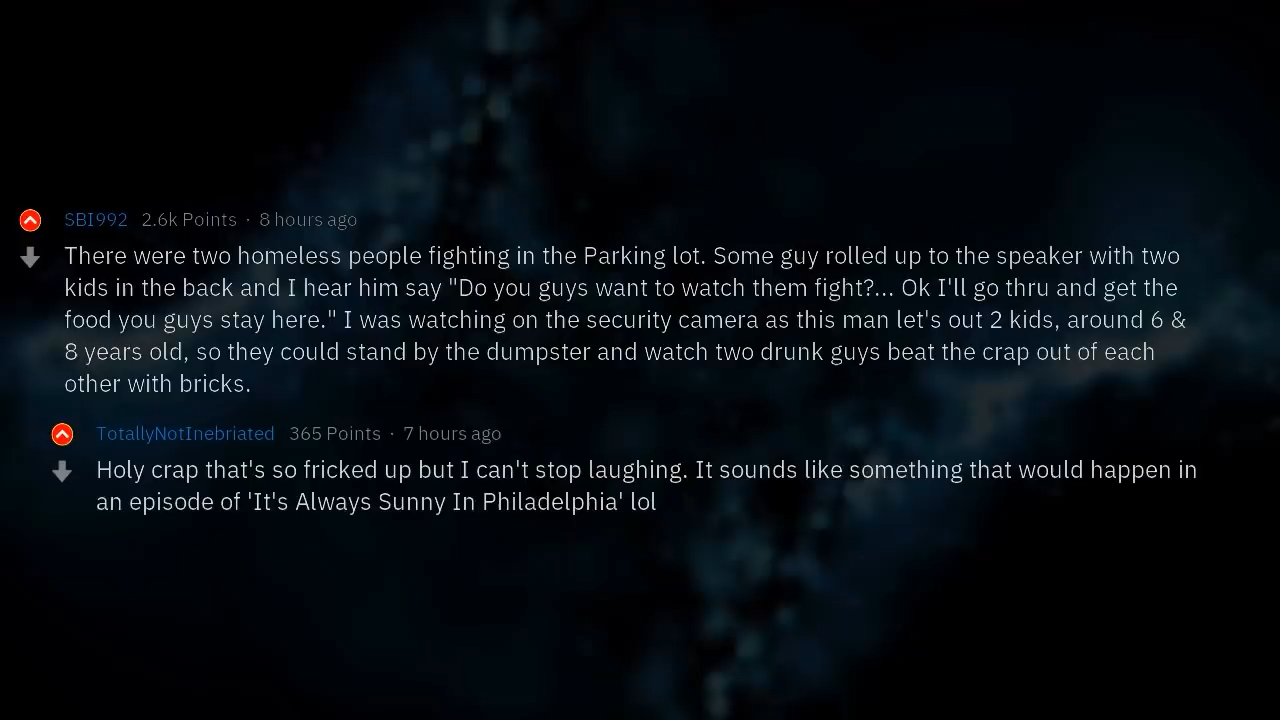 SBI992 2.6k Points · 8 hours ago
There were two homeless people fighting in the Parking lot. Some guy rolled up to the speaker with two
kids in the back and I hear him say "Do you guys want to watch them fight?... Ok I'll go thru and get the
food you guys stay here." I was watching on the security camera as this man let's out 2 kids, around 6 &
8 years old, so they could stand by the dumpster and watch two drunk guys beat the crap out of each
other with bricks.
TotallyNotInebriated 365 Points · 7 hours ago
Holy crap that's so fricked up but I can't stop laughing. It sounds like something that would happen in
an episode of 'It's Always Sunny In Philadelphia' lol